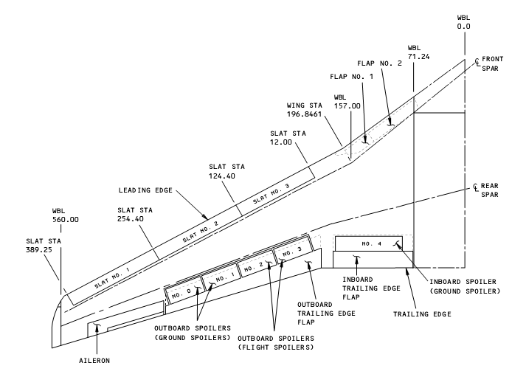 WBL
0.0
WBL
71.24
FRONT
SPAR
FLAP NO. 2
FLAP NO. 1
WBL
157.00
WING STA
196.8461
SLAT STA
12.00
SLAT STA
124.40
SLAT NO. 3
LEADING EDGE
SLAT NO. 2
REAR
SPAR
WBL
560.00
SLAT STA
254.40
SLAT STA
389.25
SLAT NO. 1
NO. 4
NO. 3
NO. 2
NO. 1
NO. 0
INBOARD
TRAILING EDGE
FLAP
INBOARD SPOILER
(GROUND SPOILER)
OUTBOARD
TRAILING EDGE
FLAP
TRAILING EDGE
OUTBOARD SPOILERS
(GROUND SPOILERS)
OUTBOARD SPOILERS
(FLIGHT SPOILERS)
AILERON